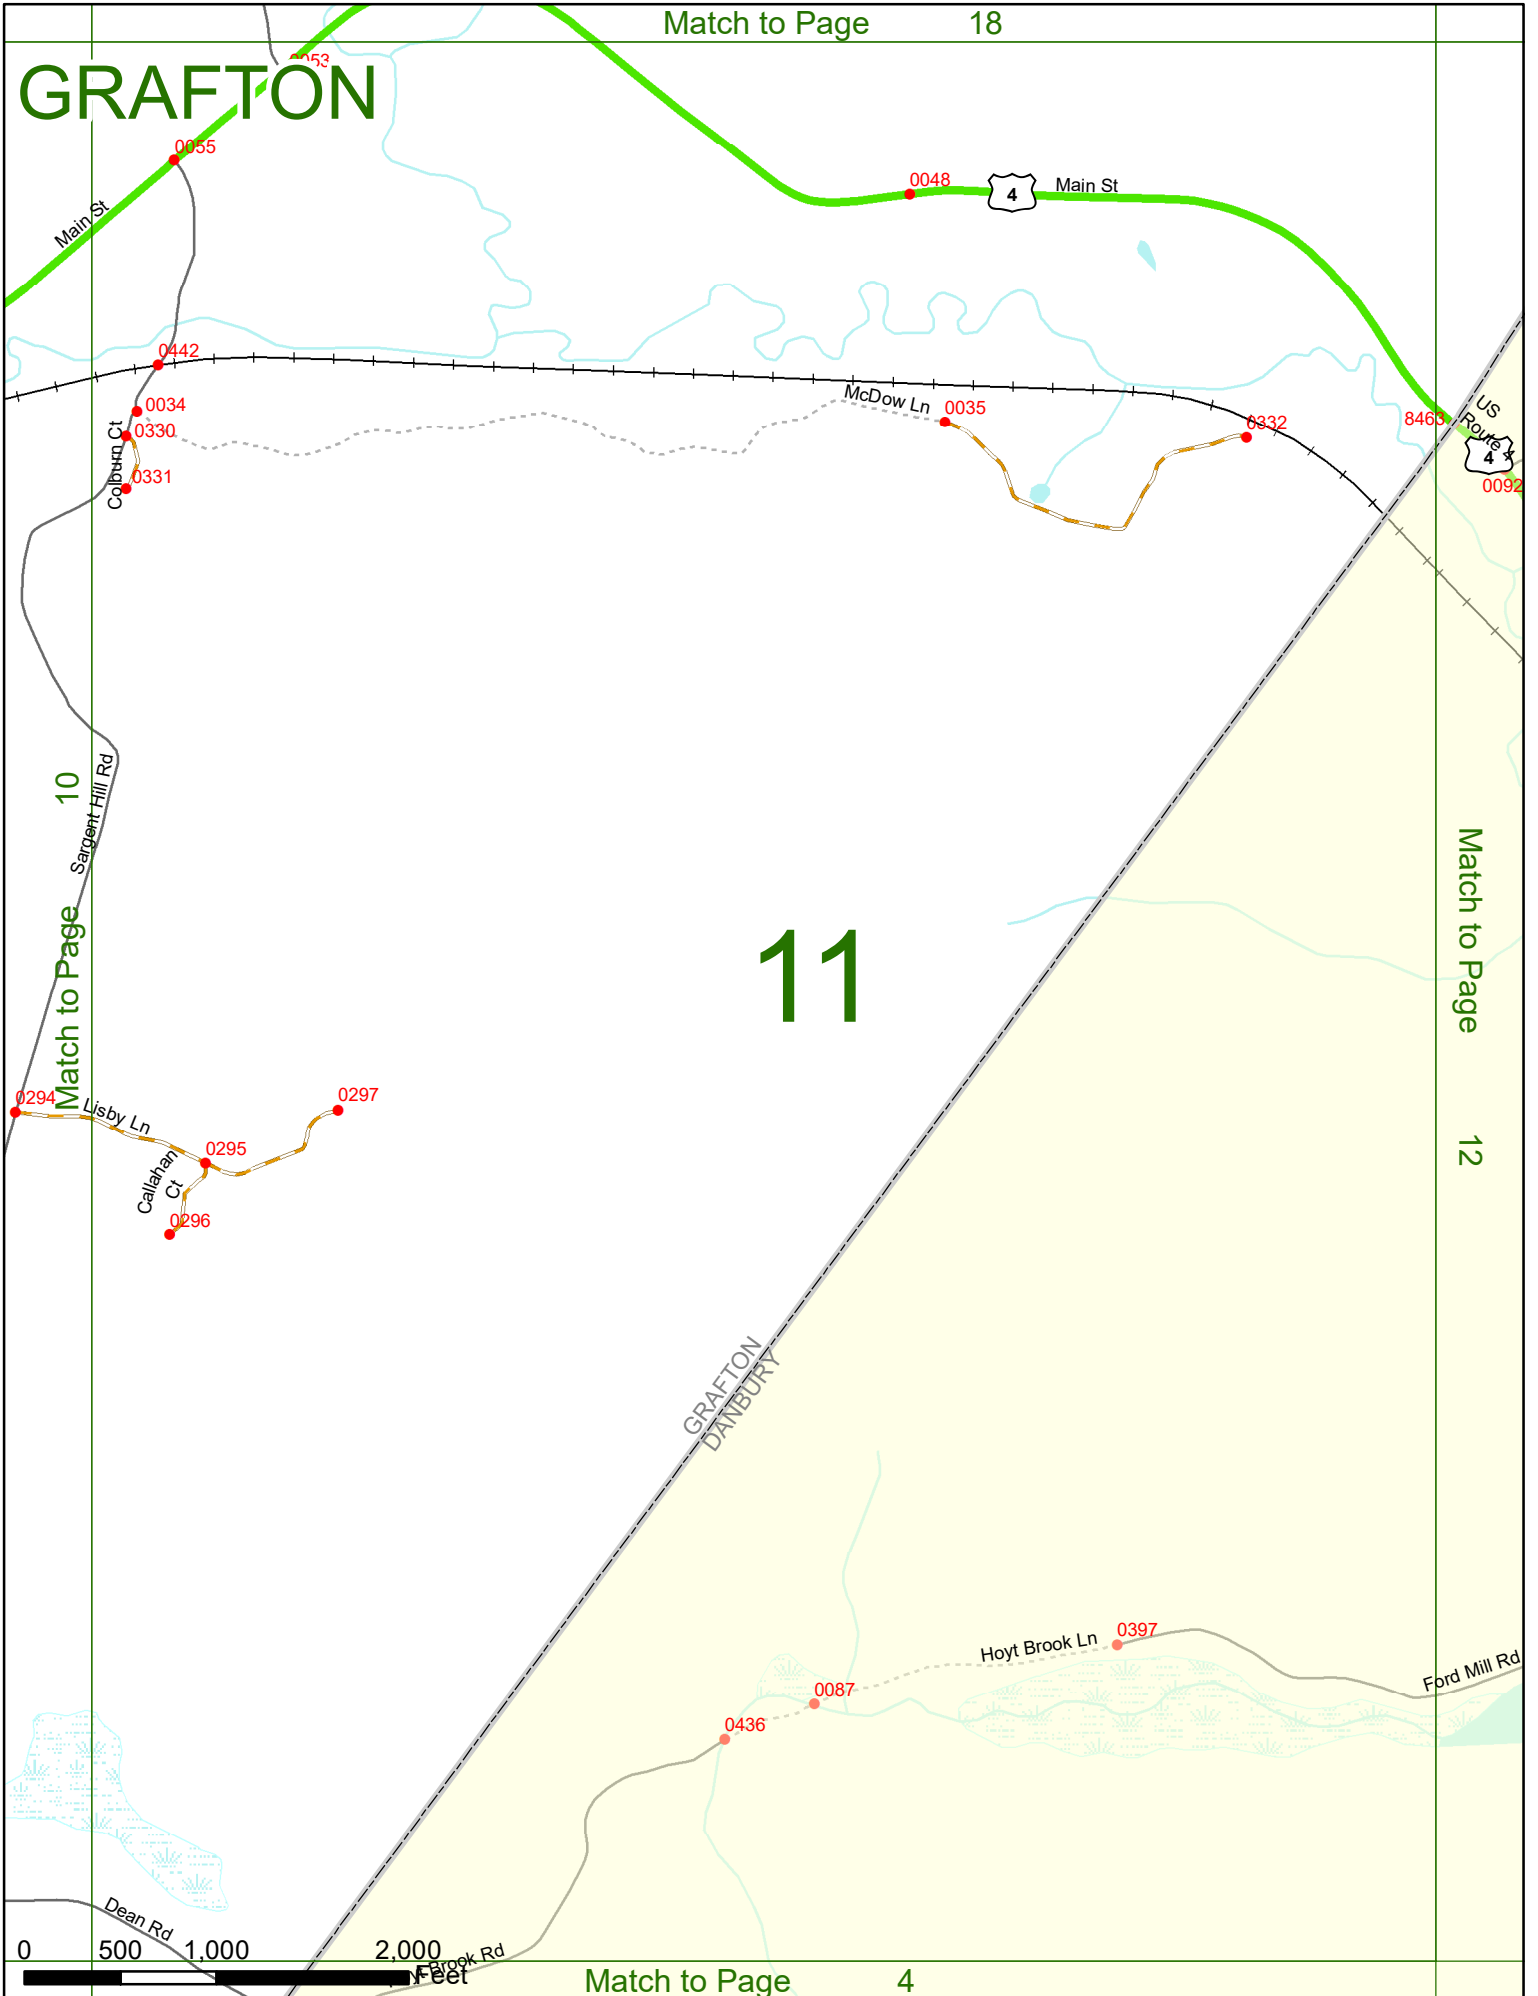 Match to Page 18
0053
GRAFTON
0055
0048
4
Main St
Main St
0442
0034
0330
Colburn Ct
0331
McDow Ln
0035
0332
8463
US
Route 4
4
0092
10
Match to Page
Sargent Hill Rd
11
Match to Page
12
0294
Lisby Ln
0297
0295
Callahan
Ct
0296
GRAFTON
DANBURY
0397
Hoyt Brook Ln
Ford Mill Rd
0087
0436
Dean Rd
0 500 1,000 2,000
Feet
Brook Rd
Match to Page 4